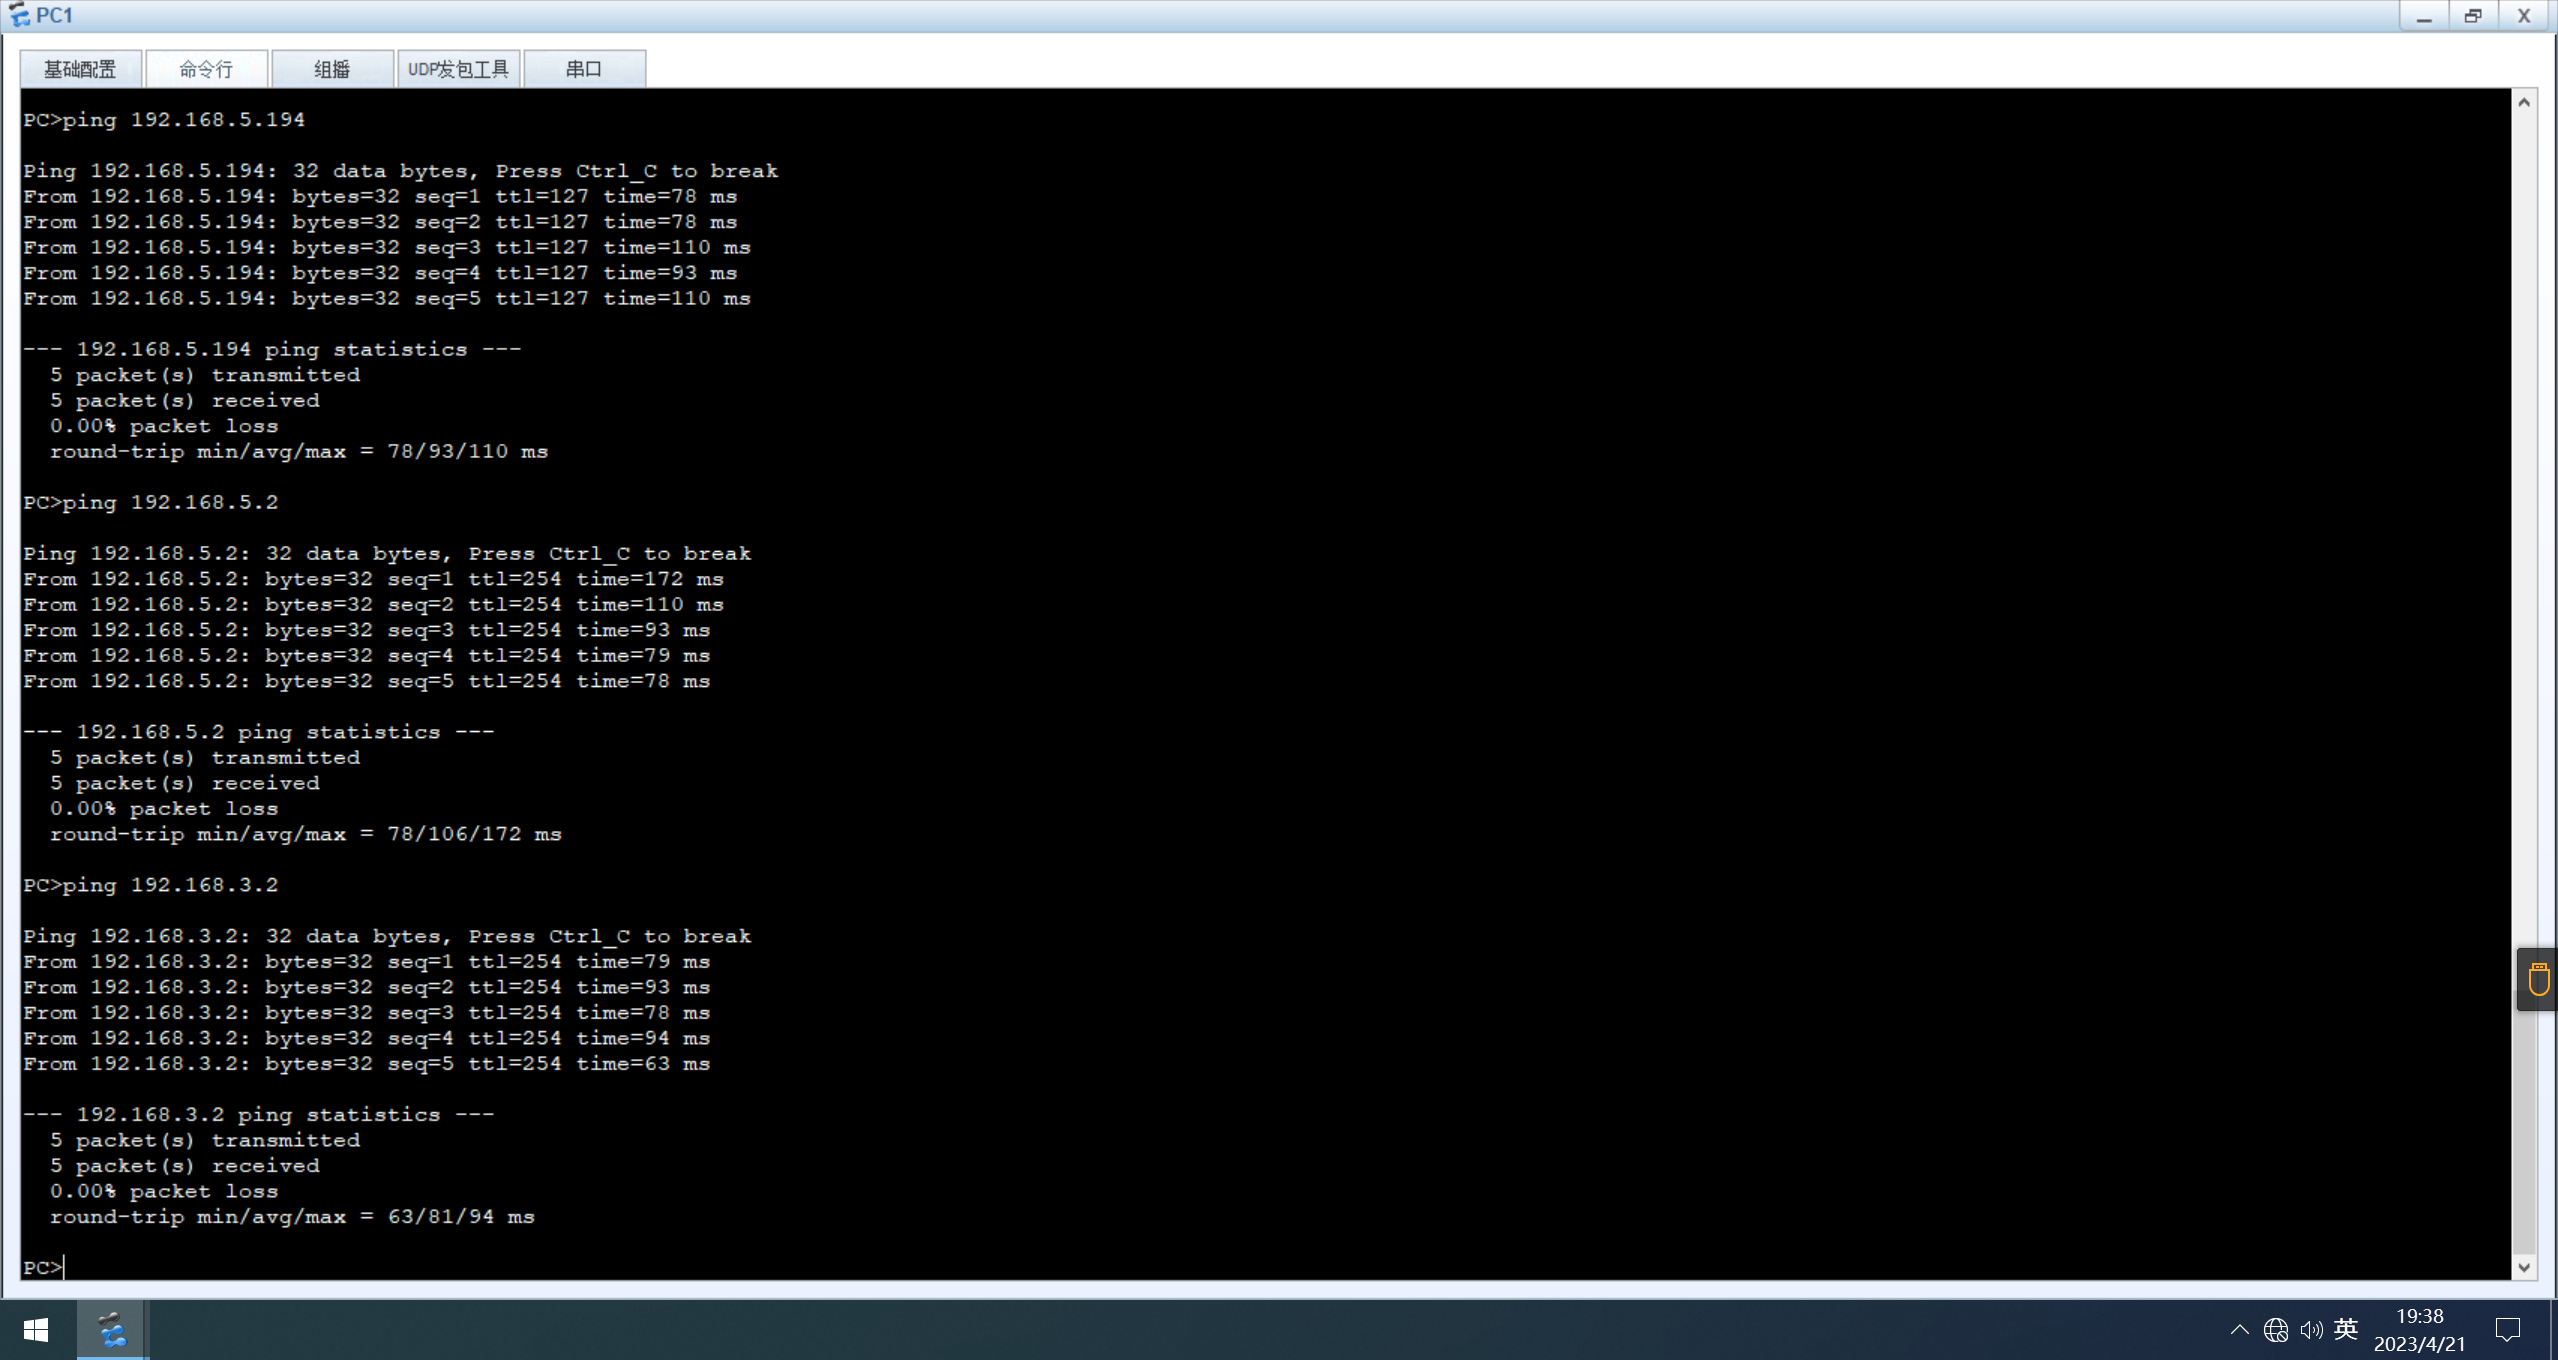 PC1
基础配置 命令行 组播 UDP发包工具 串口
PC>ping 192.168.5.194
Ping 192.168.5.194: 32 data bytes, Press Ctrl_C to break
From 192.168.5.194: bytes=32 seq=1 ttl=127 time=78 ms
From 192.168.5.194: bytes=32 seq=2 ttl=127 time=78 ms
From 192.168.5.194: bytes=32 seq=3 ttl=127 time=110 ms
From 192.168.5.194: bytes=32 seq=4 ttl=127 time=93 ms
From 192.168.5.194: bytes=32 seq=5 ttl=127 time=110 ms
--- 192.168.5.194 ping statistics ---
5 packet(s) transmitted
5 packet(s) received
0.00% packet loss
round-trip min/avg/max = 78/93/110 ms
PC>ping 192.168.5.2
Ping 192.168.5.2: 32 data bytes, Press Ctrl_C to break
From 192.168.5.2: bytes=32 seq=1 ttl=254 time=172 ms
From 192.168.5.2: bytes=32 seq=2 ttl=254 time=110 ms
From 192.168.5.2: bytes=32 seq=3 ttl=254 time=93 ms
From 192.168.5.2: bytes=32 seq=4 ttl=254 time=79 ms
From 192.168.5.2: bytes=32 seq=5 ttl=254 time=78 ms
--- 192.168.5.2 ping statistics ---
5 packet(s) transmitted
5 packet(s) received
0.00% packet loss
round-trip min/avg/max = 78/106/172 ms
PC>ping 192.168.3.2
Ping 192.168.3.2: 32 data bytes, Press Ctrl_C to break
From 192.168.3.2: bytes=32 seq=1 ttl=254 time=79 ms
From 192.168.3.2: bytes=32 seq=2 ttl=254 time=93 ms
From 192.168.3.2: bytes=32 seq=3 ttl=254 time=78 ms
From 192.168.3.2: bytes=32 seq=4 ttl=254 time=94 ms
From 192.168.3.2: bytes=32 seq=5 ttl=254 time=63 ms
--- 192.168.3.2 ping statistics ---
5 packet(s) transmitted
5 packet(s) received
0.00% packet loss
round-trip min/avg/max = 63/81/94 ms
PC>
英
19:38
2023/4/21